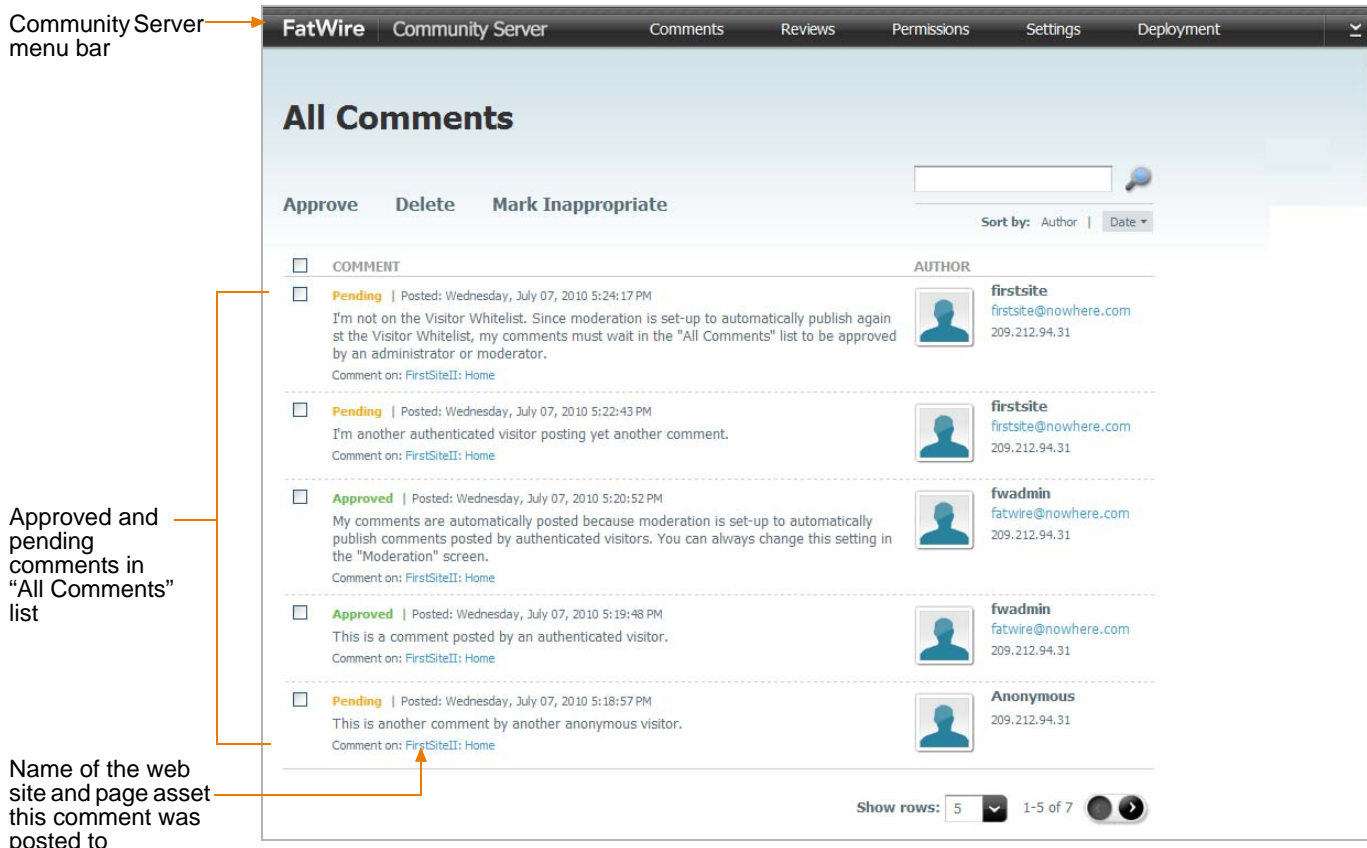 Community Server
menu bar
FatWire Community Server Comments Reviews Permissions Settings Deployment
All Comments
Approve Delete Mark Inappropriate
Sort by: Author | Date
COMMENT AUTHOR
Pending | Posted: Wednesday, July 07, 2010 5:24:17 PM
I'm not on the Visitor Whitelist. Since moderation is set-up to automatically publish again
st the Visitor Whitelist, my comments must wait in the "All Comments" list to be approved
by an administrator or moderator.
Comment on: FirstSiteII: Home
firstsite
firstsite@nowhere.com
209.212.94.31
Pending | Posted: Wednesday, July 07, 2010 5:22:43 PM
I'm another authenticated visitor posting yet another comment.
Comment on: FirstSiteII: Home
firstsite
firstsite@nowhere.com
209.212.94.31
Approved and
pending
comments in
“All Comments”
list
Approved | Posted: Wednesday, July 07, 2010 5:20:52 PM
My comments are automatically posted because moderation is set-up to automatically
publish comments posted by authenticated visitors. You can always change this setting in
the "Moderation" screen.
Comment on: FirstSiteII: Home
fwadmin
fatwire@nowhere.com
209.212.94.31
Approved | Posted: Wednesday, July 07, 2010 5:19:48 PM
This is a comment posted by an authenticated visitor.
Comment on: FirstSiteII: Home
fwadmin
fatwire@nowhere.com
209.212.94.31
Pending | Posted: Wednesday, July 07, 2010 5:18:57 PM
This is another comment by another anonymous visitor.
Comment on: FirstSiteII: Home
Anonymous
209.212.94.31
Name of the web
site and page asset
this comment was
posted to
Show rows: 5 1-5 of 7